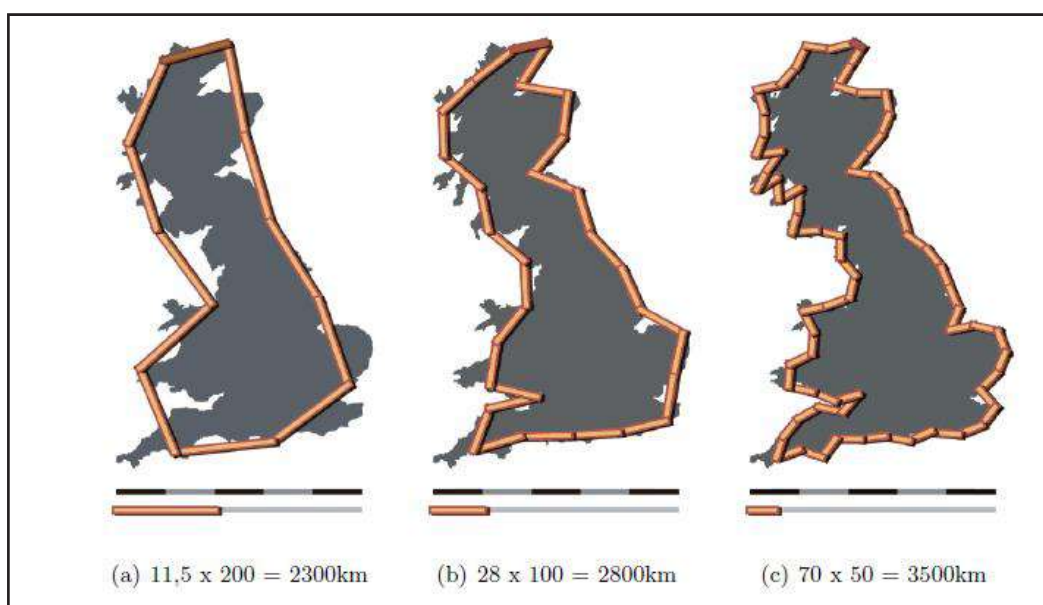 (a) 11,5 x 200 = 2300km
(b) 28 x 100 = 2800km
(c) 70 x 50 = 3500km